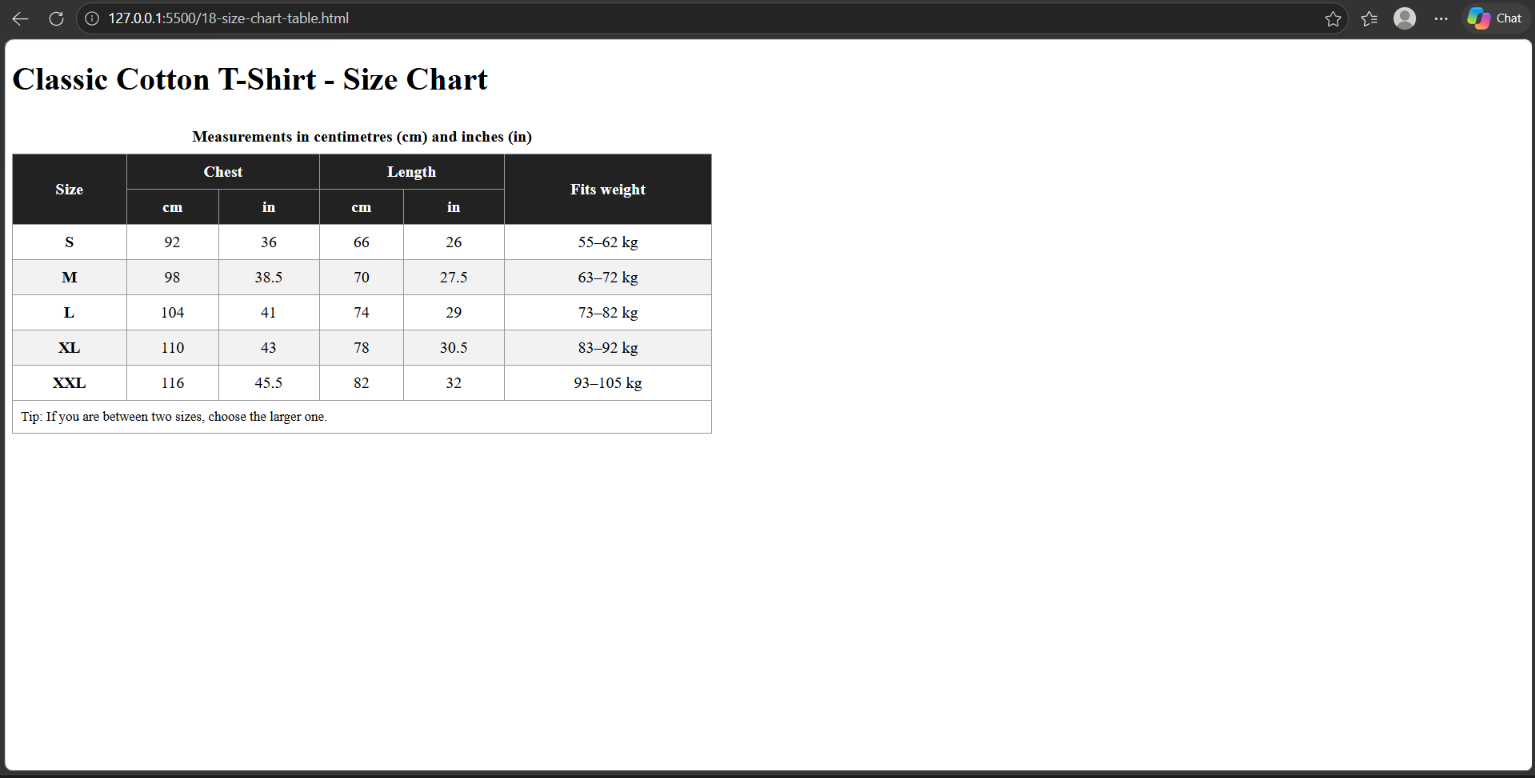 127.0.0.1:5500/18-size-chart-table.html
Chat
Classic Cotton T-Shirt - Size Chart
Measurements in centimetres (cm) and inches (in)
Size Chest Length Fits weight
cm in cm in
S 92 36 66 26 55–62 kg
M 98 38.5 70 27.5 63–72 kg
L 104 41 74 29 73–82 kg
XL 110 43 78 30.5 83–92 kg
XXL 116 45.5 82 32 93–105 kg
Tip: If you are between two sizes, choose the larger one.